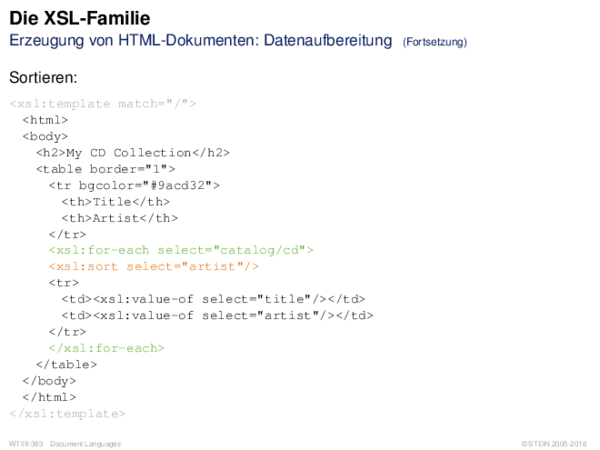 Die XSL-Familie
Erzeugung von HTML-Dokumenten: Datenaufbereitung (Fortsetzung)
Sortieren:
<xsl:template match="/">
<html>
<body>
<h2>My CD Collection</h2>
<table border="1">
<tr bgcolor="#9acd32">
<th>Title</th>
<th>Artist</th>
</tr>
<xsl:for-each select="catalog/cd">
<xsl:sort select="artist"/>
<tr>
<td><xsl:value-of select="title"/></td>
<td><xsl:value-of select="artist"/></td>
</tr>
</xsl:for-each>
</table>
</body>
</html>
</xsl:template>
WT:III-383 Document Languages © STEIN 2005-2018